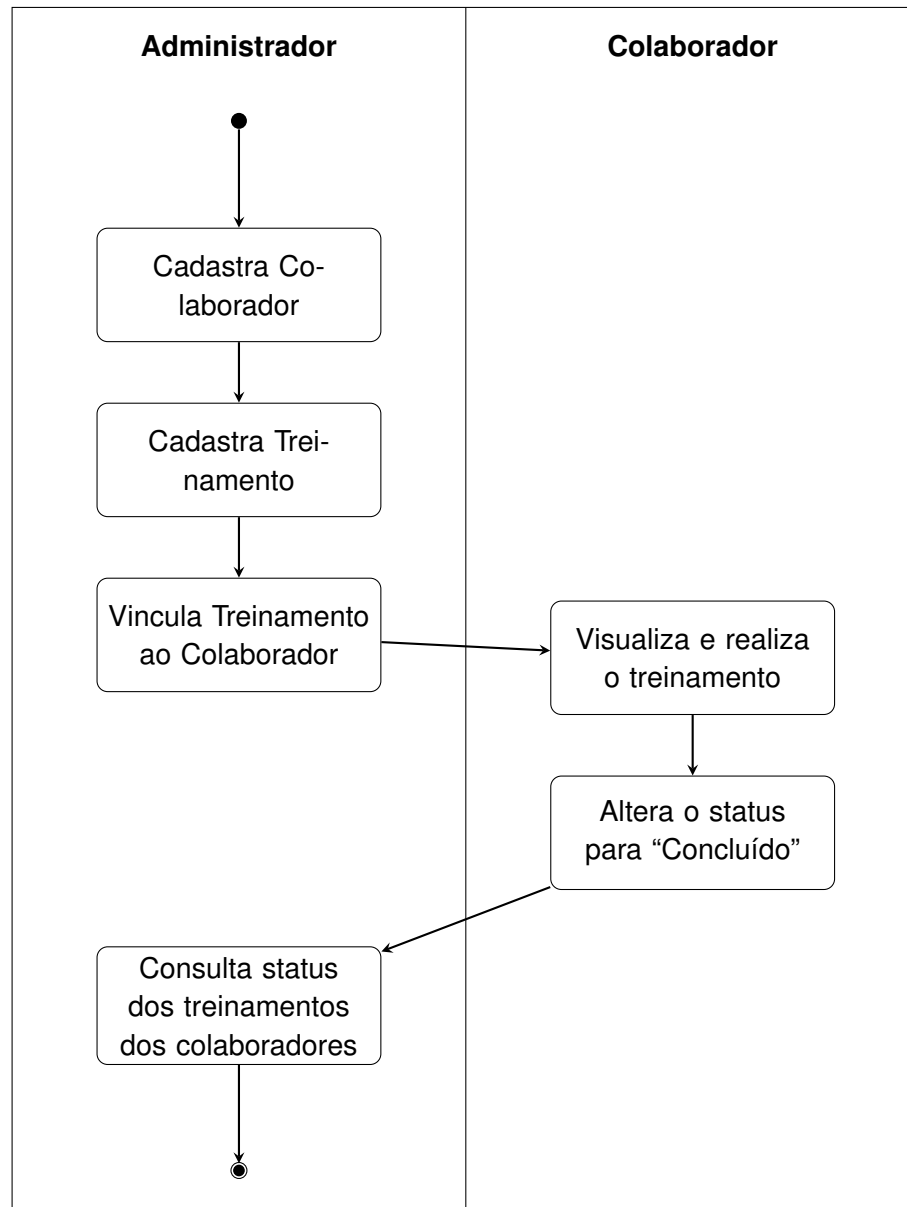 Administrador
Colaborador
Cadastra Co-
laborador
Cadastra Trei-
namento
Vincula Treinamento
ao Colaborador
Visualiza e realiza
o treinamento
Altera o status
para “Concluído”
Consulta status
dos treinamentos
dos colaboradores